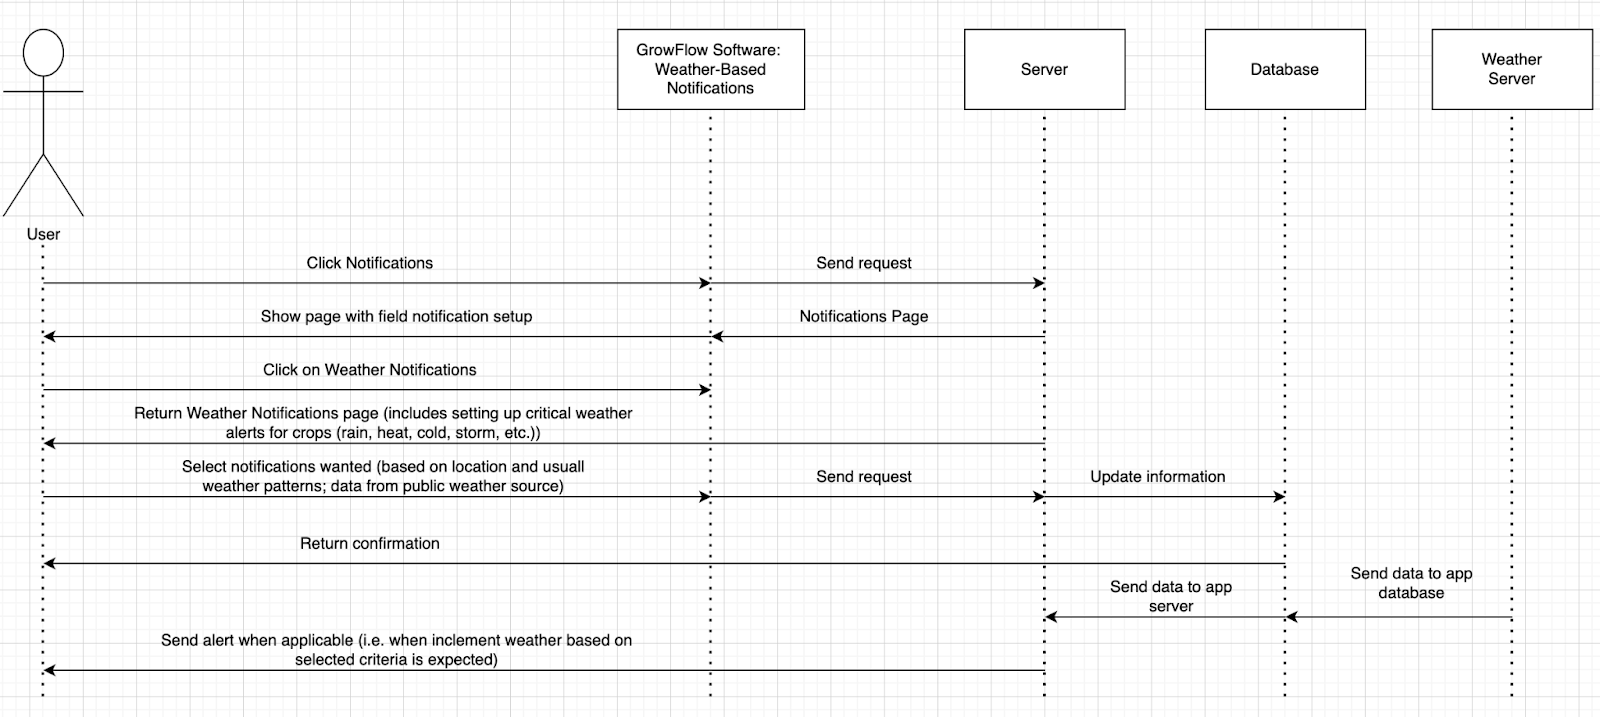 GrowFlow Software:
Weather-Based
Notifications
Server
Database
Weather
Server
User
Click Notifications
Send request
Show page with field notification setup
Notifications Page
Click on Weather Notifications
Return Weather Notifications page (includes setting up critical weather
alerts for crops (rain, heat, cold, storm, etc.))
Select notifications wanted (based on location and usuall
weather patterns; data from public weather source)
Send request
Update information
Return confirmation
Send data to app
database
Send data to app
server
Send alert when applicable (i.e. when inclement weather based on
selected criteria is expected)